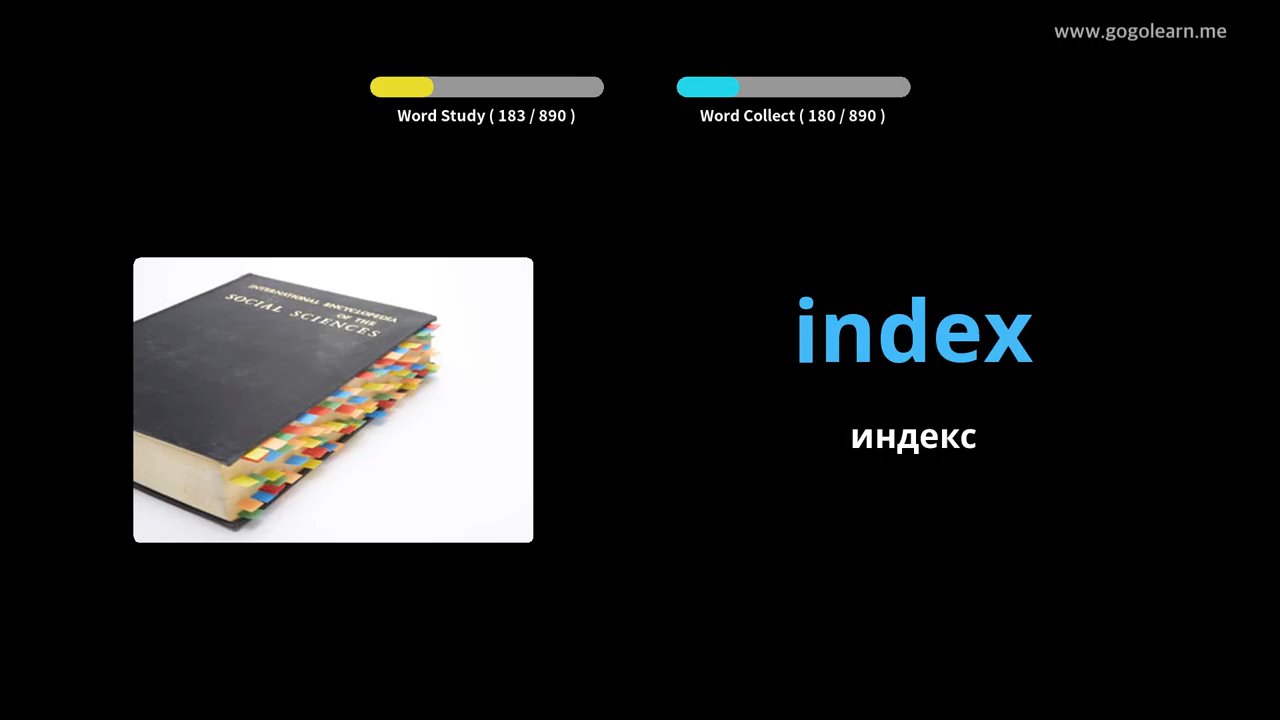 www.gogolearn.me
Word Study ( 183 / 890 )
Word Collect ( 180 / 890 )
INTERNATIONAL ENCYCLOPEDIA
OF THE
SOCIAL SCIENCES
index
индекс